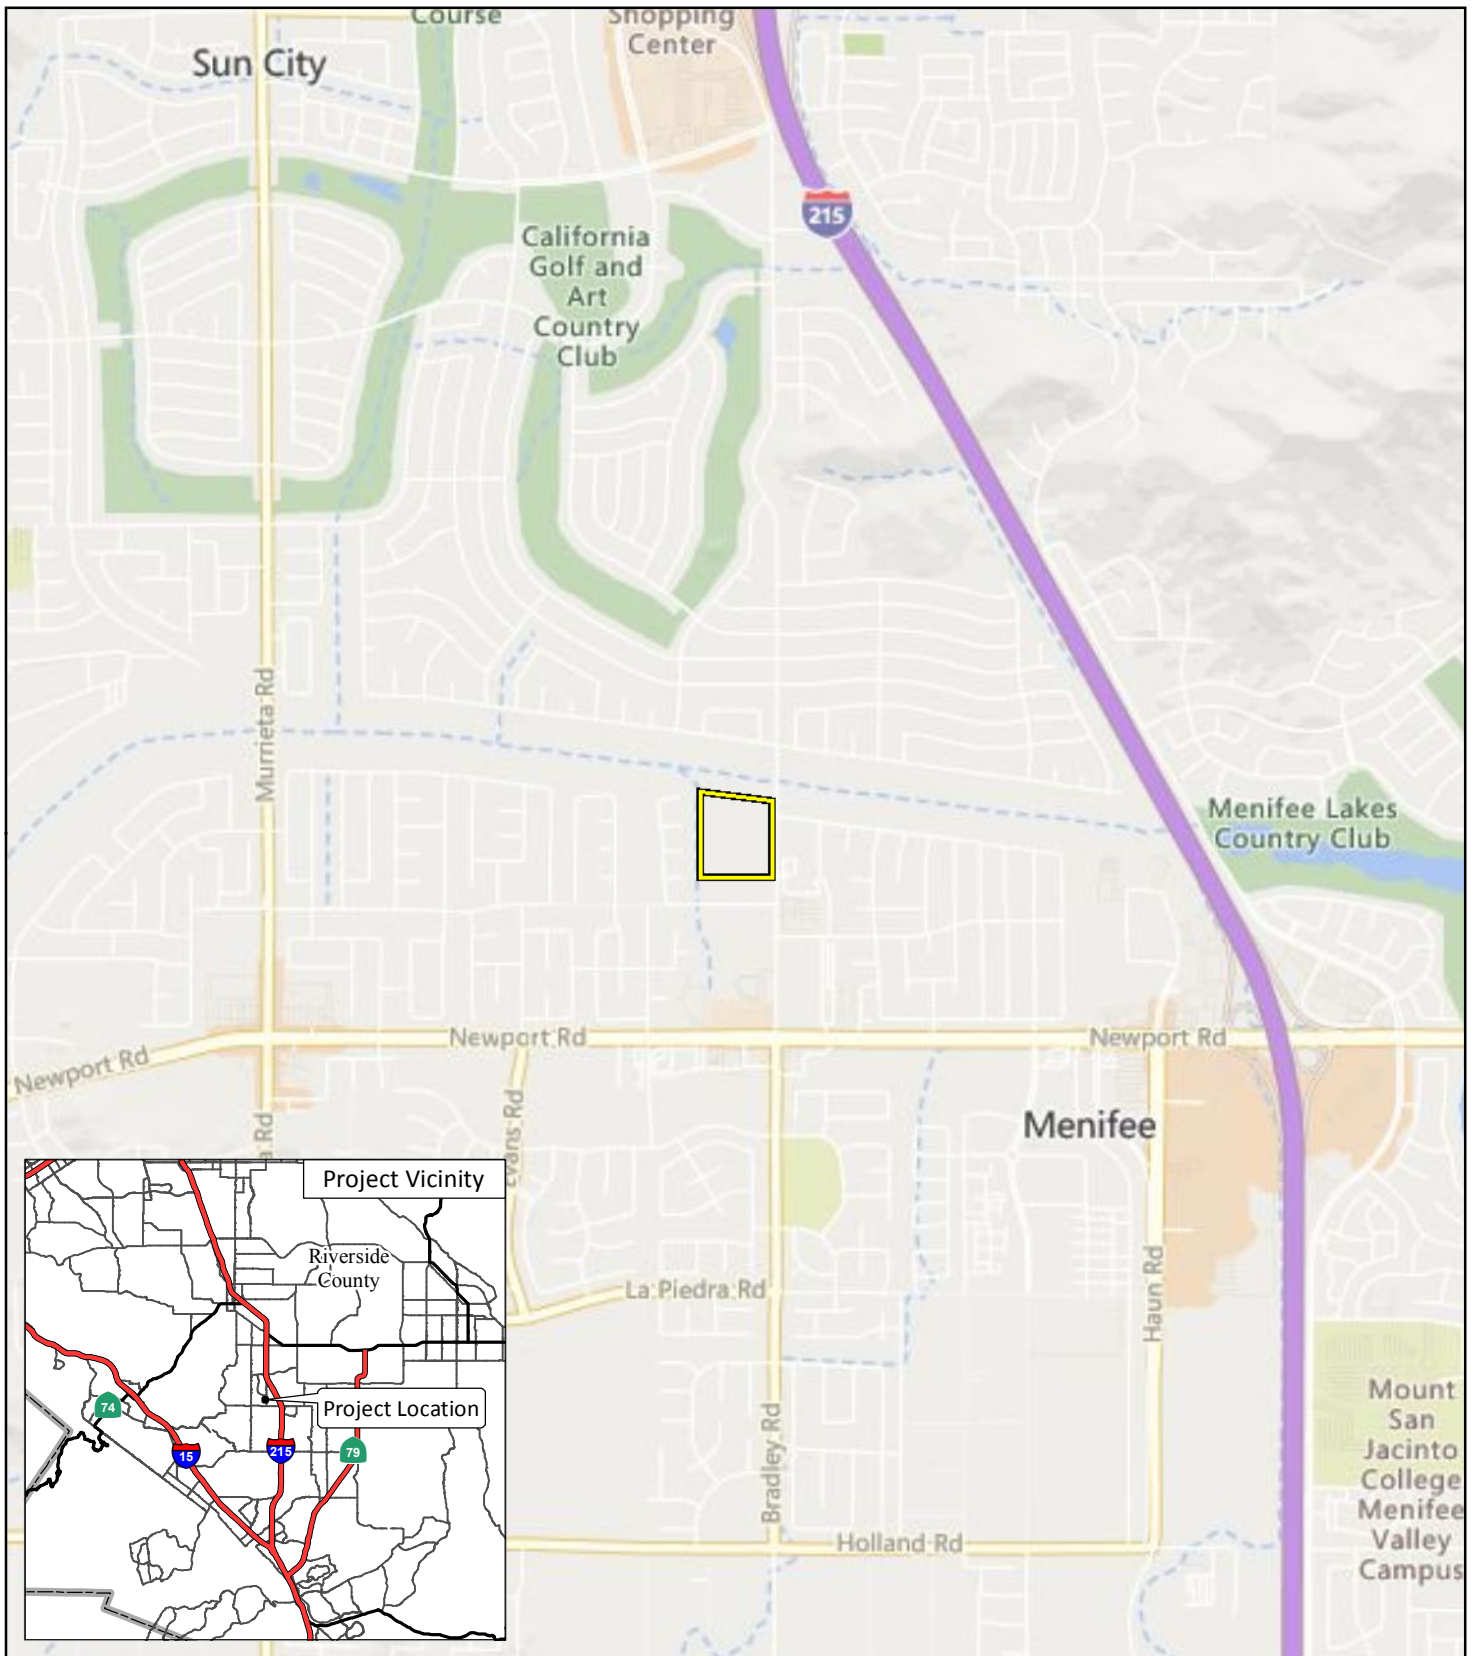 Course
Shopping
Center
Sun City
215
California
Golf and
Art
Country
Club
Murrieta Rd
Menifee Lakes
Country Club
Newport Rd
Newport Rd
Newport Rd
Evans Rd
a Rd
Menifee
La Piedra Rd
Haun Rd
Bradley Rd
Holland Rd
Mount
San
Jacinto
College
Menifee
Valley
Campus
Project Vicinity
Riverside
County
Project Location
74
15
215
79